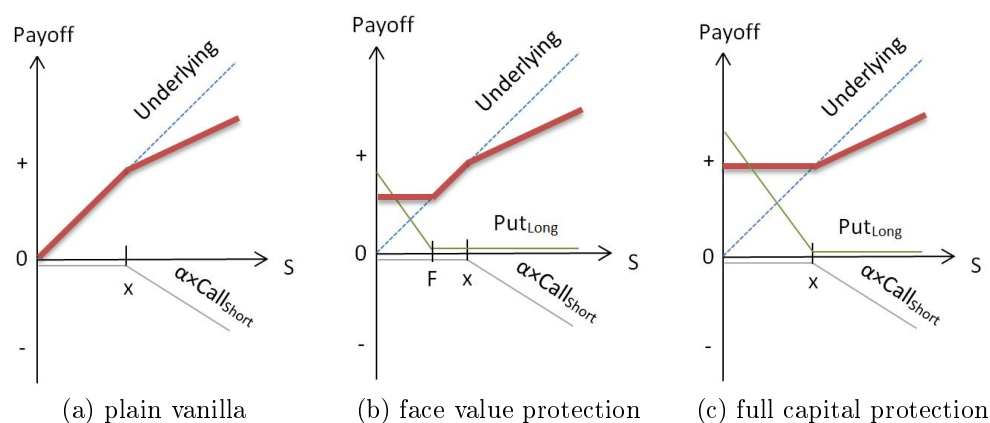 Payoff
Underlying
+
0
S
x
α×Call_Short
-
(a) plain vanilla
Payoff
Underlying
+
Put_Long
0
S
F
x
α×Call_Short
-
(b) face value protection
Payoff
Underlying
+
Put_Long
0
S
x
α×Call_Short
-
(c) full capital protection